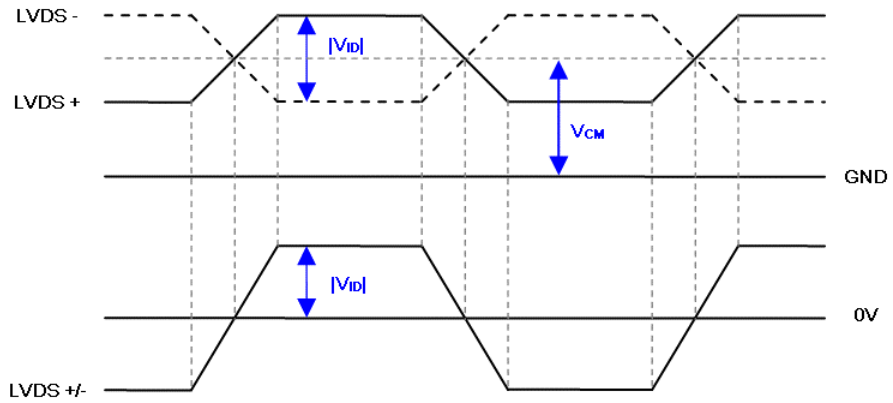 LVDS -
|VID|
LVDS +
VCM
GND
|VID|
0V
LVDS +/-